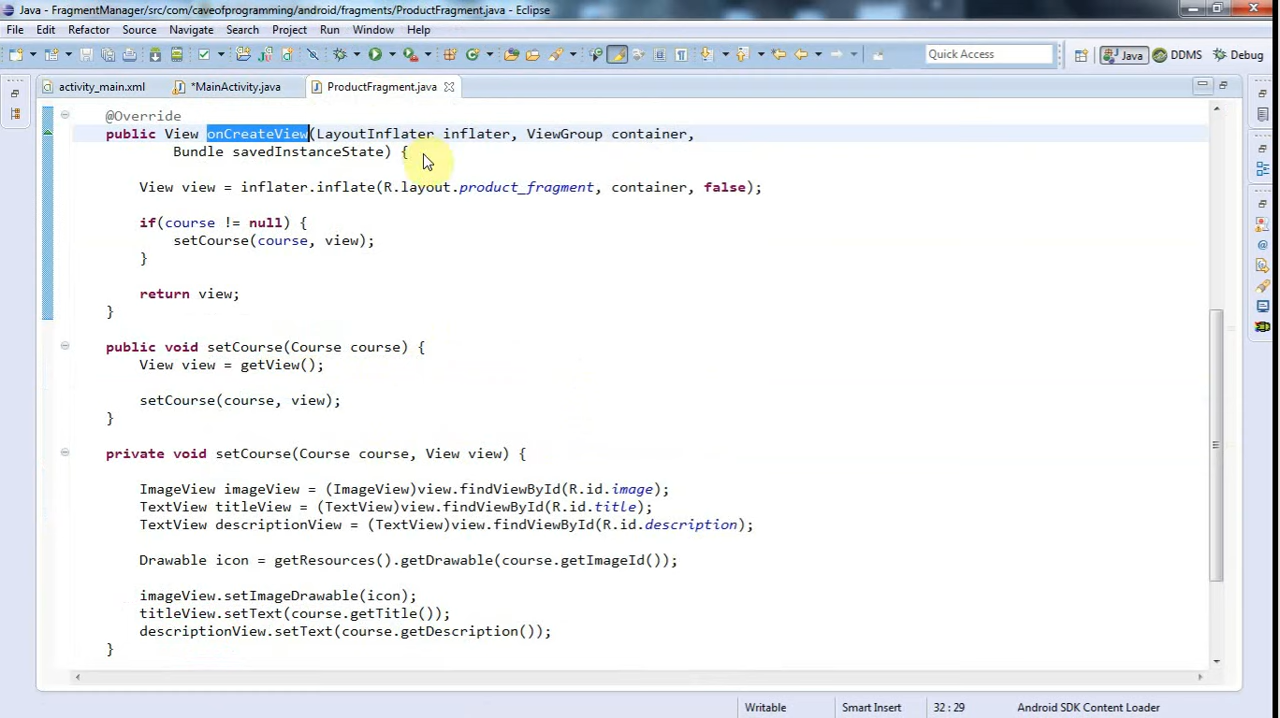 Java - FragmentManager/src/com/caveofprogramming/android/fragments/ProductFragment.java - Eclipse
File Edit Refactor Source Navigate Search Project Run Window Help
Quick Access Java DDMS Debug
activity_main.xml *MainActivity.java ProductFragment.java
@Override
public View onCreateView(LayoutInflater inflater, ViewGroup container,
Bundle savedInstanceState) {
View view = inflater.inflate(R.layout.product_fragment, container, false);
if(course != null) {
setCourse(course, view);
}
return view;
}
public void setCourse(Course course) {
View view = getView();
setCourse(course, view);
}
private void setCourse(Course course, View view) {
ImageView imageView = (ImageView)view.findViewById(R.id.image);
TextView titleView = (TextView)view.findViewById(R.id.title);
TextView descriptionView = (TextView)view.findViewById(R.id.description);
Drawable icon = getResources().getDrawable(course.getImageId());
imageView.setImageDrawable(icon);
titleView.setText(course.getTitle());
descriptionView.setText(course.getDescription());
}
Writable Smart Insert 32 : 29 Android SDK Content Loader